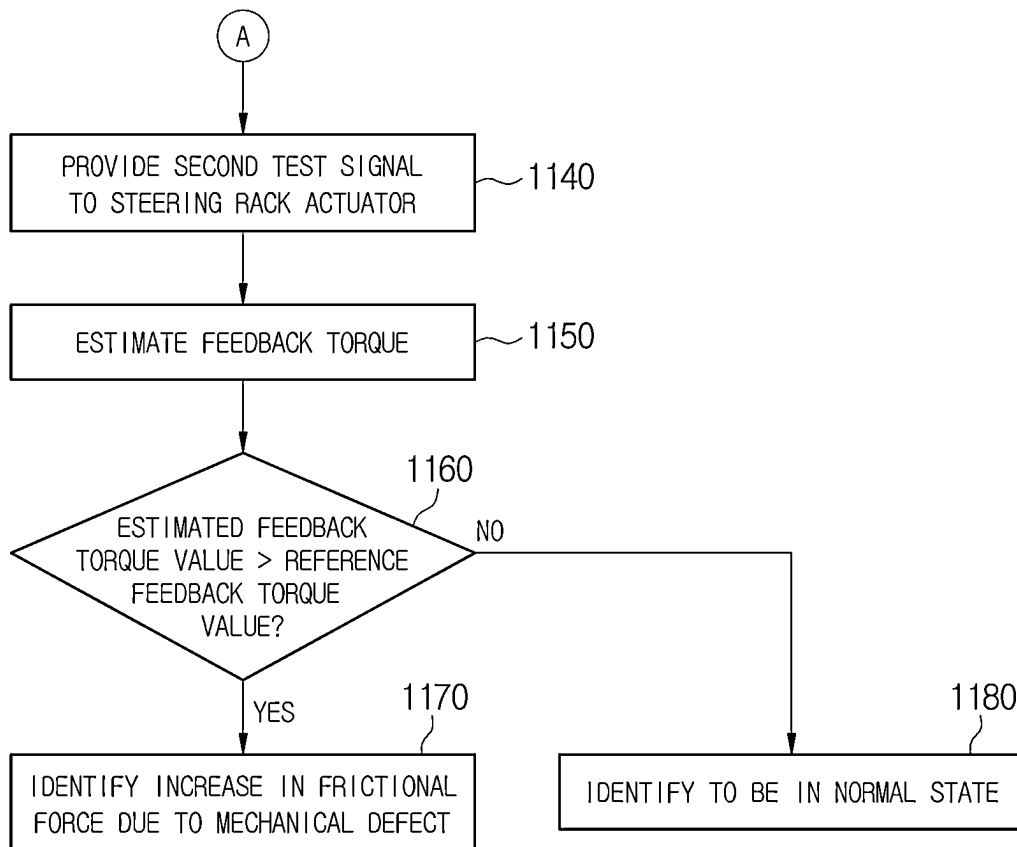 A
PROVIDE SECOND TEST SIGNAL
TO STEERING RACK ACTUATOR
1140
ESTIMATE FEEDBACK TORQUE
1150
1160
ESTIMATED FEEDBACK
TORQUE VALUE > REFERENCE
FEEDBACK TORQUE
VALUE?
NO
YES
1170
IDENTIFY INCREASE IN FRICTIONAL
FORCE DUE TO MECHANICAL DEFECT
1180
IDENTIFY TO BE IN NORMAL STATE